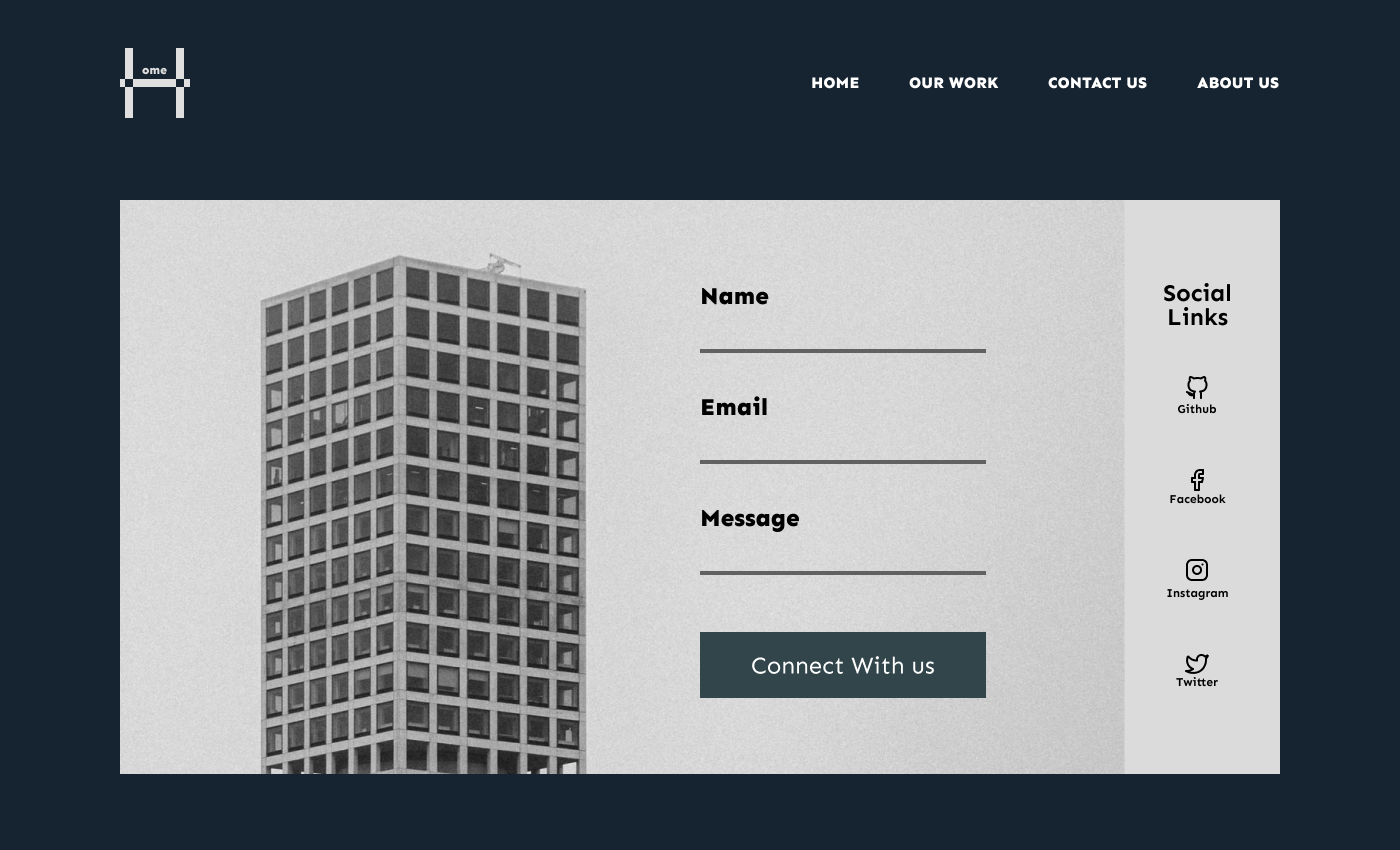 Home
HOME OUR WORK CONTACT US ABOUT US
Name
Email
Message
Connect With us
Social
Links
Github
Facebook
Instagram
Twitter